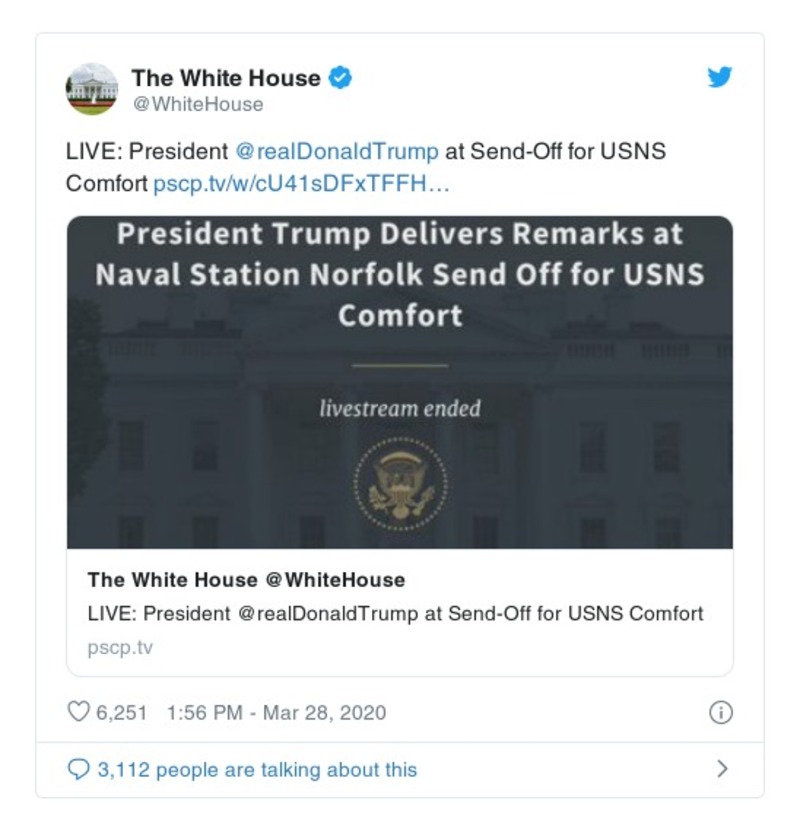 The White House
@WhiteHouse
LIVE: President @realDonaldTrump at Send-Off for USNS
Comfort pscp.tv/w/cU41sDFxTFFH…
President Trump Delivers Remarks at
Naval Station Norfolk Send Off for USNS
Comfort
livestream ended
The White House @WhiteHouse
LIVE: President @realDonaldTrump at Send-Off for USNS Comfort
pscp.tv
6,251 1:56 PM - Mar 28, 2020
3,112 people are talking about this